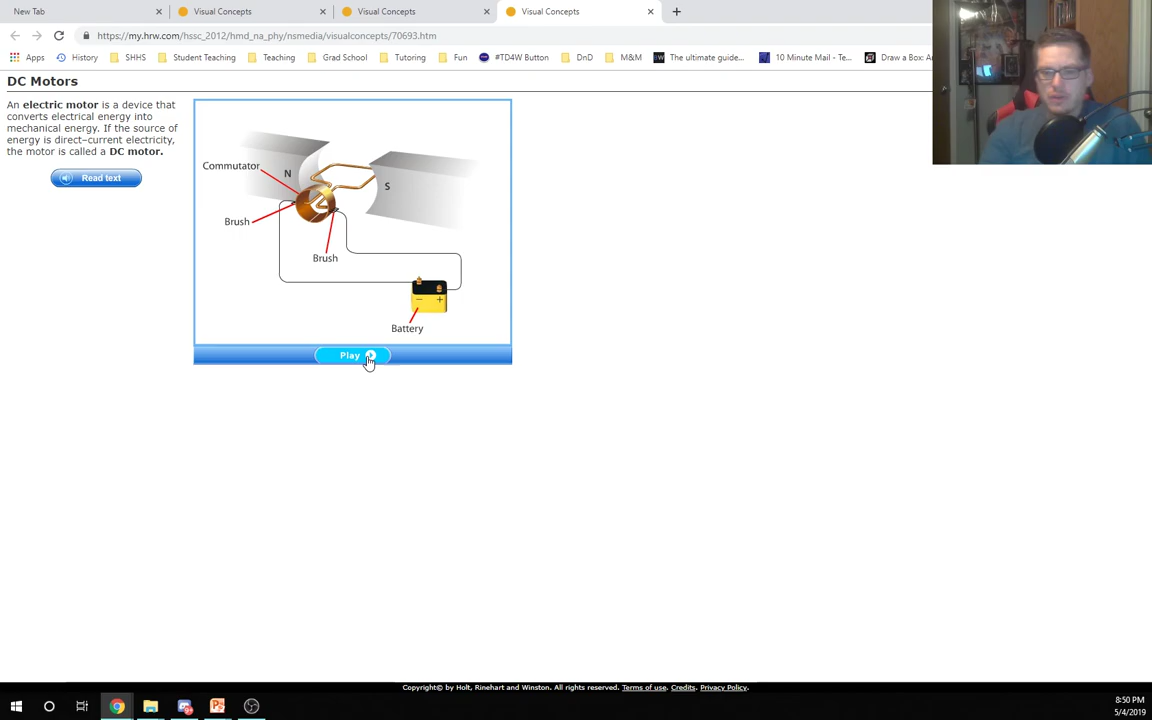 New Tab
Visual Concepts
Visual Concepts
Visual Concepts
https://my.hrw.com/hssc_2012/hmd_na_phy/nsmedia/visualconcepts/70693.htm
Apps
History
SHHS
Student Teaching
Teaching
Grad School
Tutoring
Fun
#TD4W Button
DnD
M&M
The ultimate guide...
10 Minute Mail - Te...
Draw a Box: A
DC Motors
An electric motor is a device that
converts electrical energy into
mechanical energy. If the source of
energy is direct-current electricity,
the motor is called a DC motor.
Read text
Commutator
N
S
Brush
Brush
− +
Battery
Play
Copyright© by Holt, Rinehart and Winston. All rights reserved. Terms of use. Credits. Privacy Policy.
8:50 PM
5/4/2019